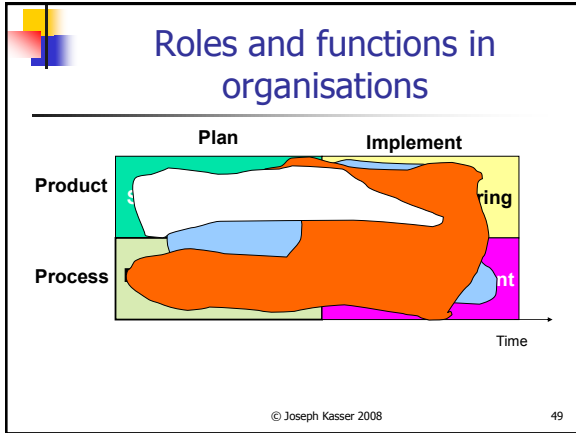 Roles and functions in
organisations
Plan Implement
Product
S ring
Process
nt
Time
© Joseph Kasser 2008 49